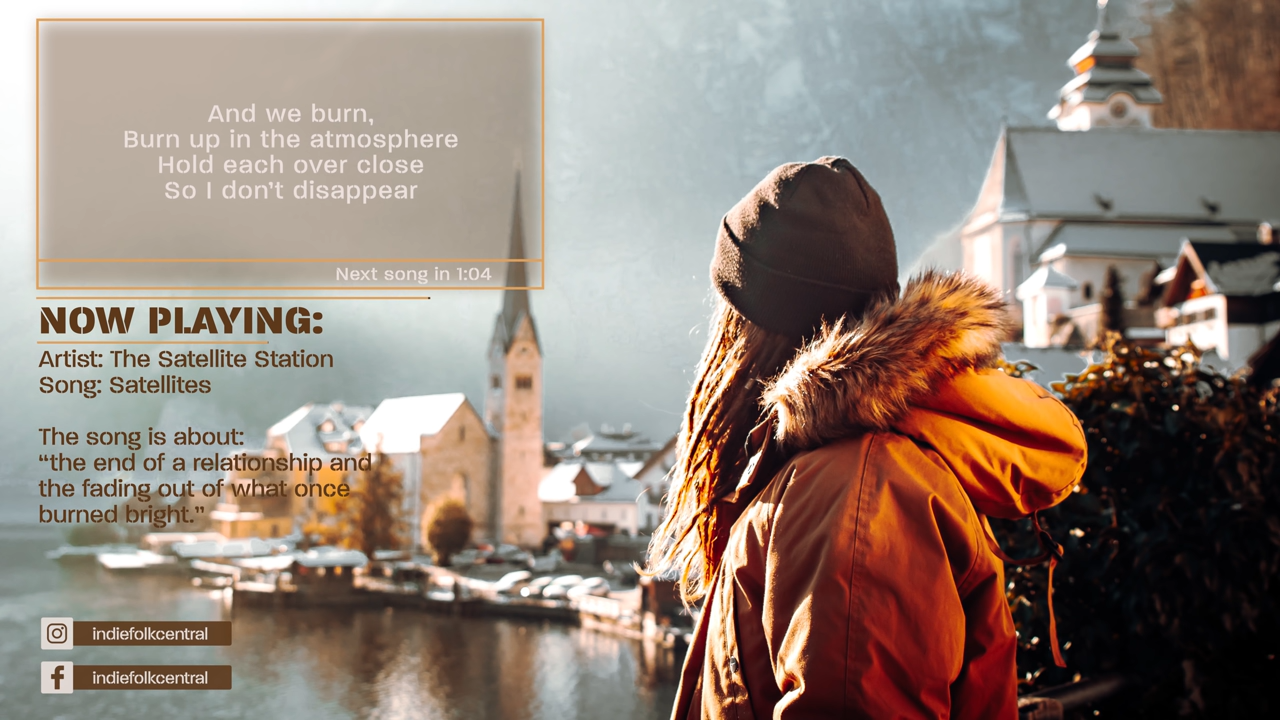 And we burn,
Burn up in the atmosphere
Hold each over close
So I don't disappear
Next song in 1:04
NOW PLAYING:
Artist: The Satellite Station
Song: Satellites
The song is about:
“the end of a relationship and
the fading out of what once
burned bright.”
indiefolkcentral
indiefolkcentral